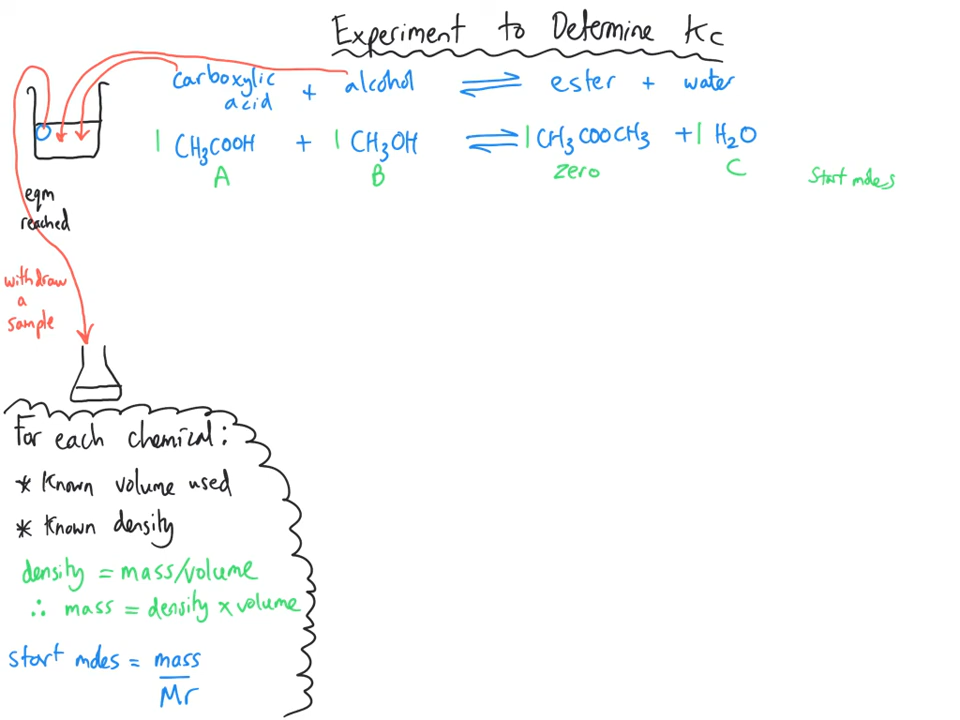 Experiment to Determine Kc
carboxylic acid + alcohol ⇌ ester + water
1 CH3COOH + 1 CH3OH ⇌ 1 CH3COOCH3 + 1 H2O
A B zero C start moles
eqm
reached
withdraw
a
sample
For each chemical:
* Known volume used
* Known density
density = mass/volume
∴ mass = density x volume
start moles = mass
Mr